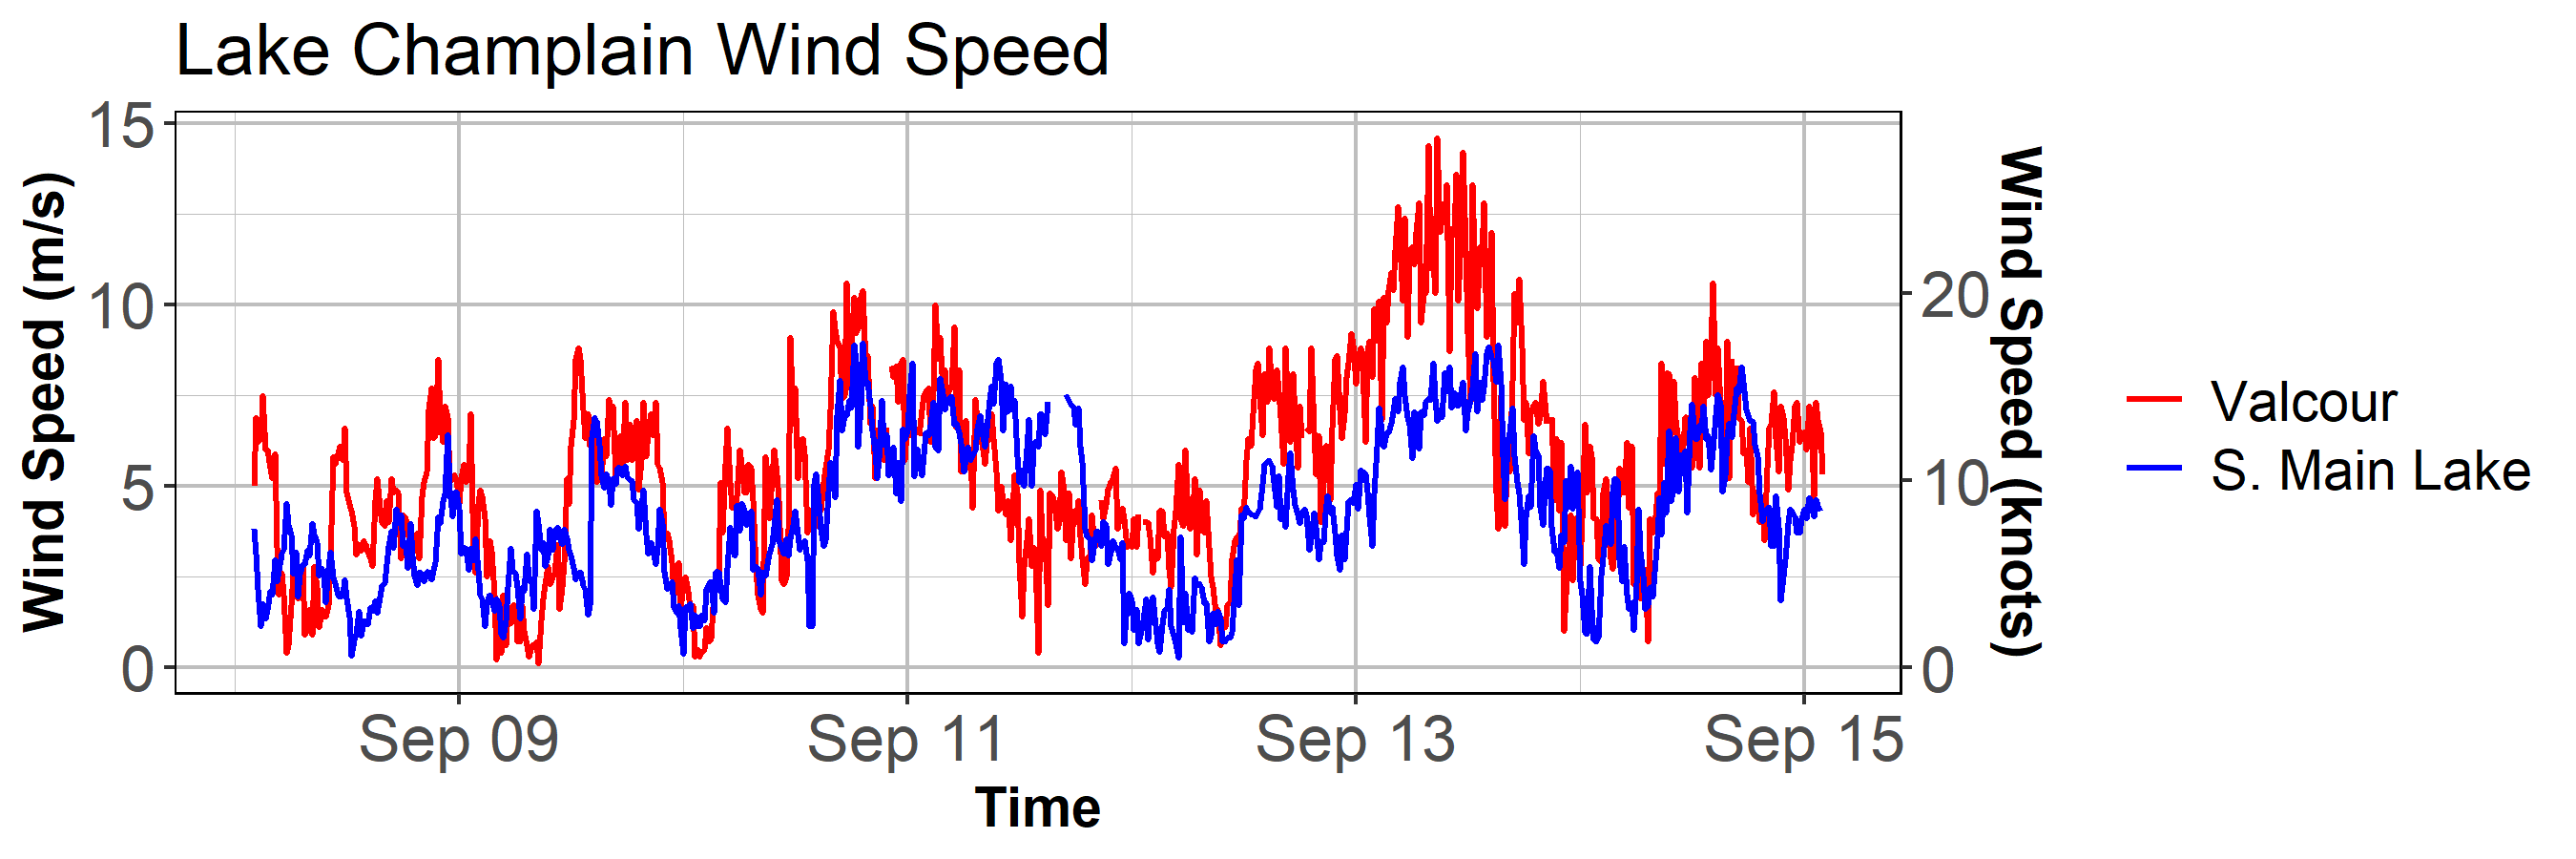 Lake Champlain Wind Speed
Wind Speed (m/s)
15
10
5
0
20
10
0
Wind Speed (knots)
Sep 09
Sep 11
Sep 13
Sep 15
Time
Valcour
S. Main Lake